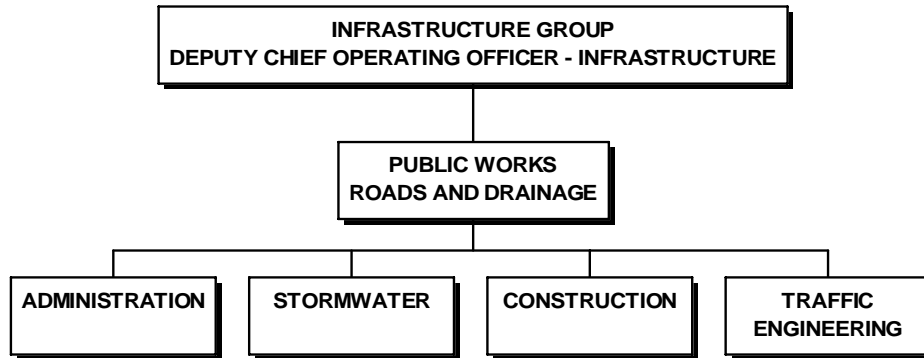 INFRASTRUCTURE GROUP
DEPUTY CHIEF OPERATING OFFICER - INFRASTRUCTURE
PUBLIC WORKS
ROADS AND DRAINAGE
ADMINISTRATION
STORMWATER
CONSTRUCTION
TRAFFIC
ENGINEERING